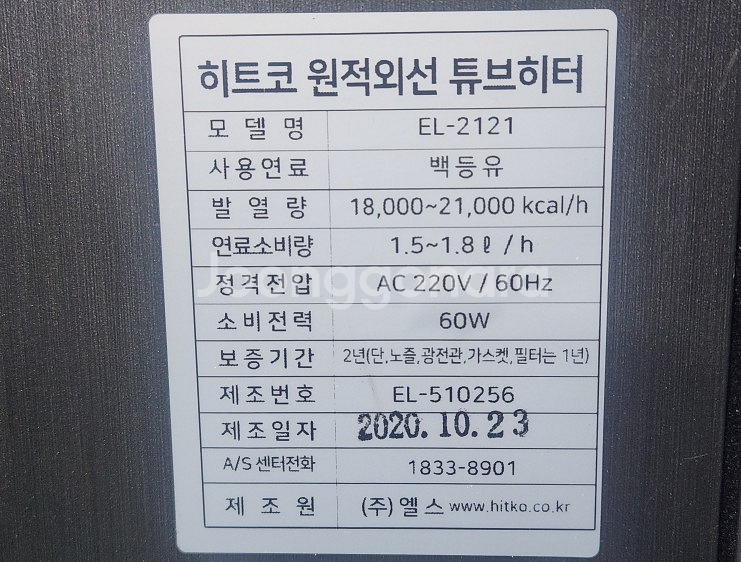 히트코 원적외선 튜브히터
모 델 명 EL-2121
사용연료 백등유
발 열 량 18,000~21,000 kcal/h
연료소비량 1.5~1.8ℓ / h
정격전압 AC 220V / 60Hz
소비전력 60W
보증기간 2년(단,노즐,광전관,가스켓,필터는 1년)
제조번호 EL-510256
제조일자 2020.10.23
A/S 센터전화 1833-8901
제 조 원 (주)엘스 www.hitko.co.kr
Joonggonara